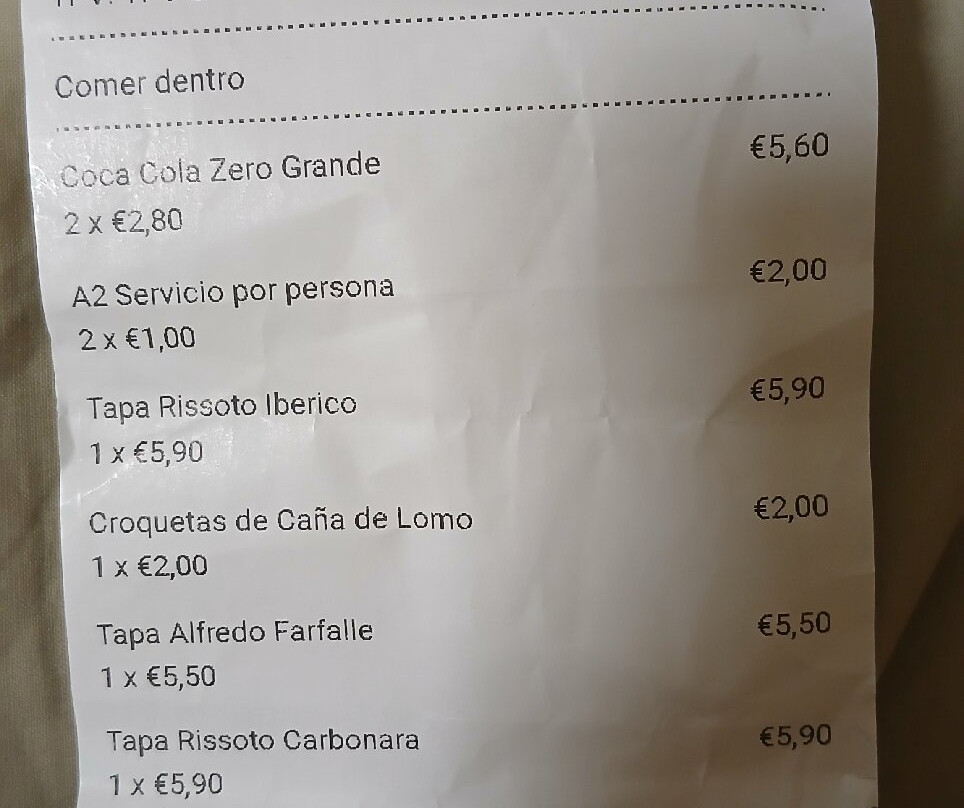 Comer dentro
Coca Cola Zero Grande €5,60
2 x €2,80
A2 Servicio por persona €2,00
2 x €1,00
Tapa Rissoto Iberico €5,90
1 x €5,90
Croquetas de Caña de Lomo €2,00
1 x €2,00
Tapa Alfredo Farfalle €5,50
1 x €5,50
Tapa Rissoto Carbonara €5,90
1 x €5,90